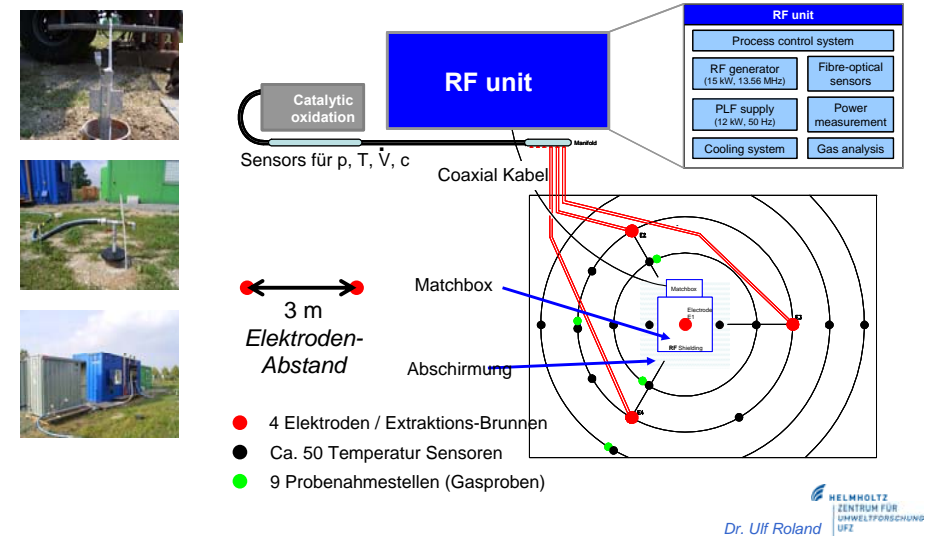 RF unit
Process control system
RF generator
(15 kW, 13.56 MHz)
Fibre-optical
sensors
PLF supply
(12 kW, 50 Hz)
Power
measurement
Cooling system
Gas analysis
RF unit
Catalytic
oxidation
Manifold
Sensors für p, T, V̇, c
Coaxial Kabel
E2
Matchbox
Matchbox
Electrode
E1
E3
RF Shielding
3 m
Elektroden-
Abstand
Abschirmung
E4
4 Elektroden / Extraktions-Brunnen
Ca. 50 Temperatur Sensoren
9 Probenahmestellen (Gasproben)
HELMHOLTZ
ZENTRUM FÜR
UMWELTFORSCHUNG
UFZ
Dr. Ulf Roland